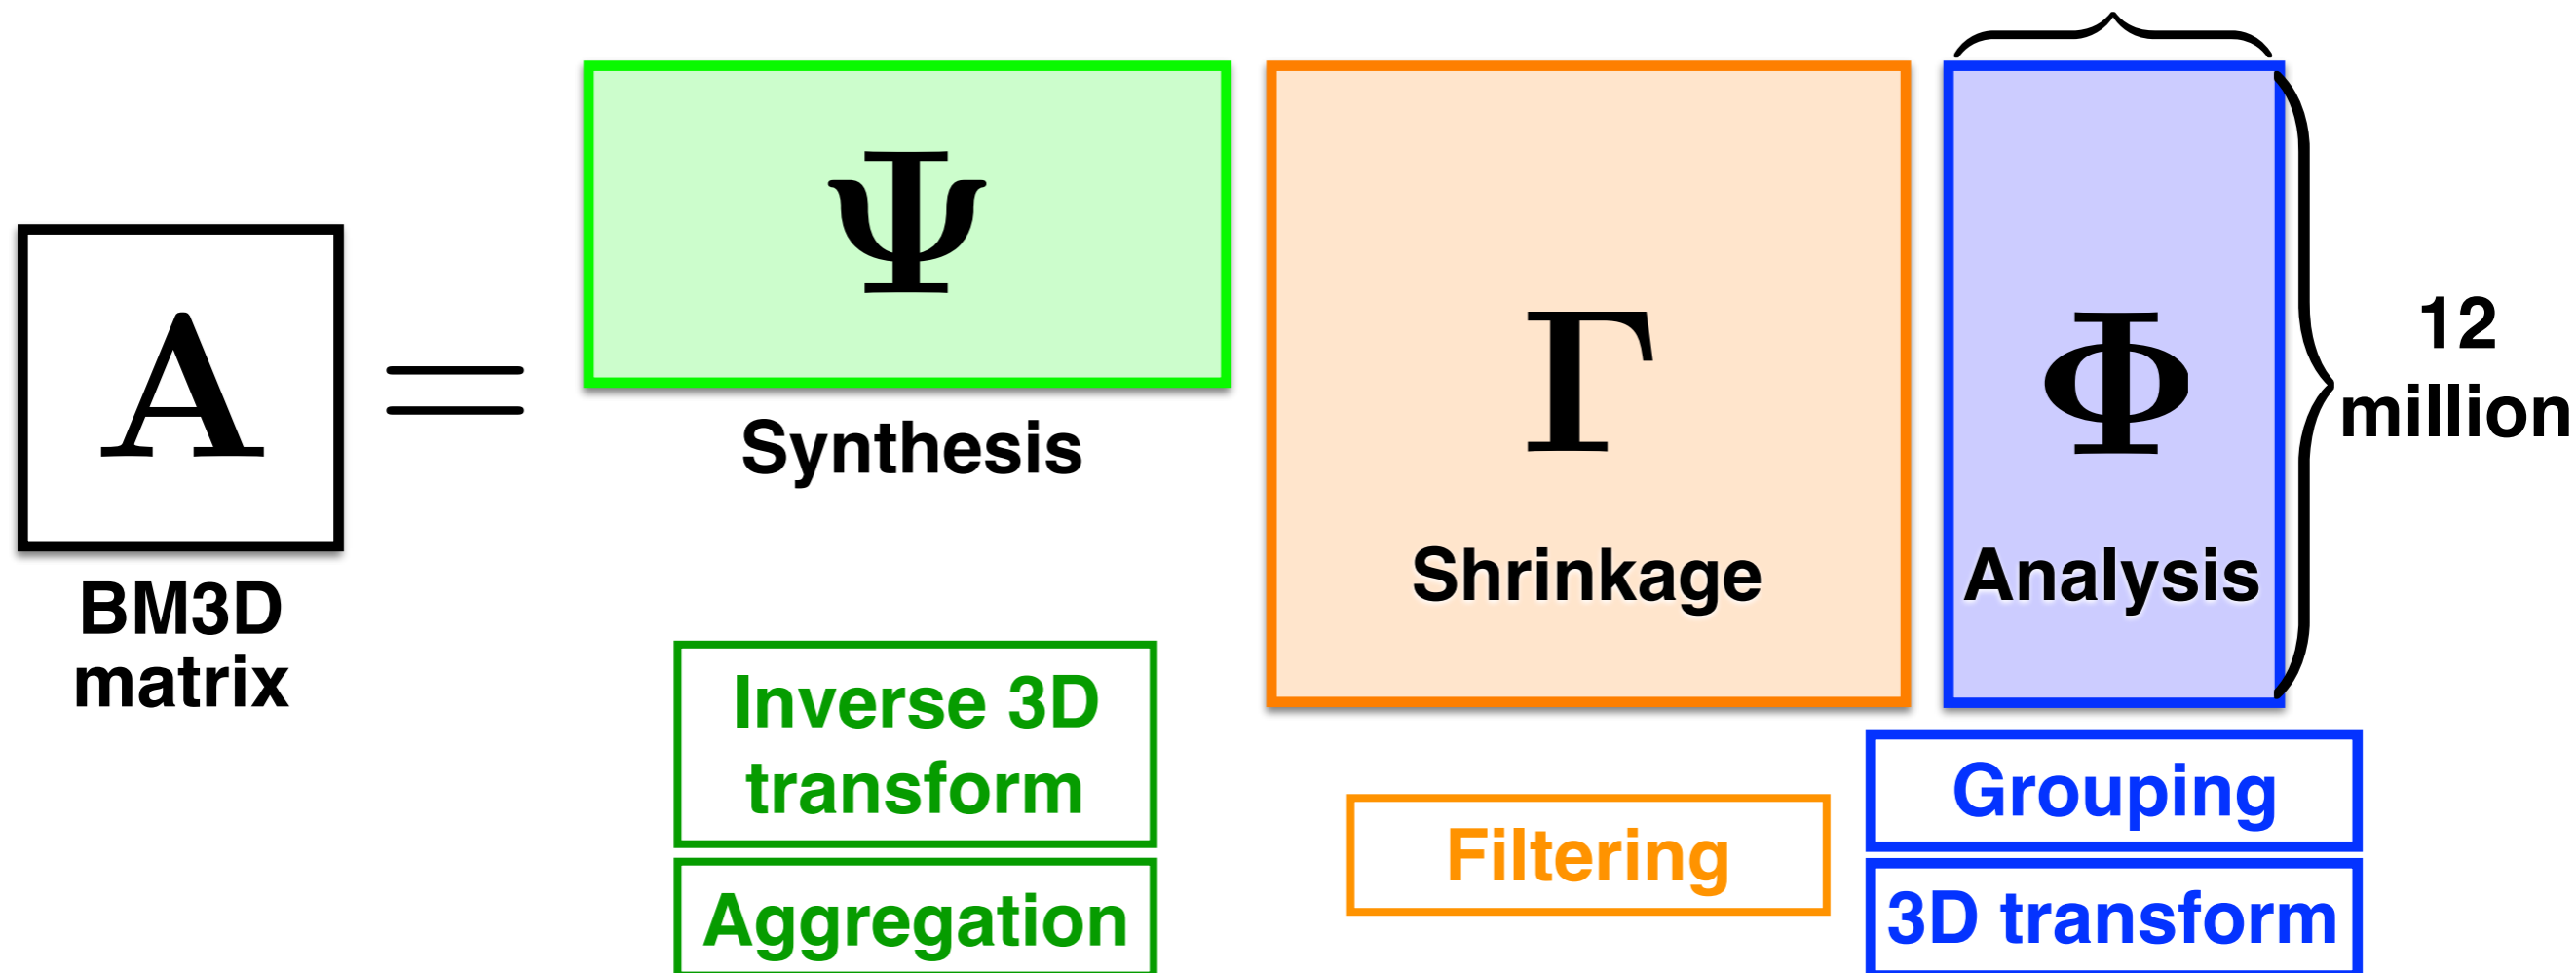 A
=
Ψ
Γ
Φ
12
million
Synthesis
Shrinkage
Analysis
BM3D
matrix
Inverse 3D
transform
Aggregation
Filtering
Grouping
3D transform